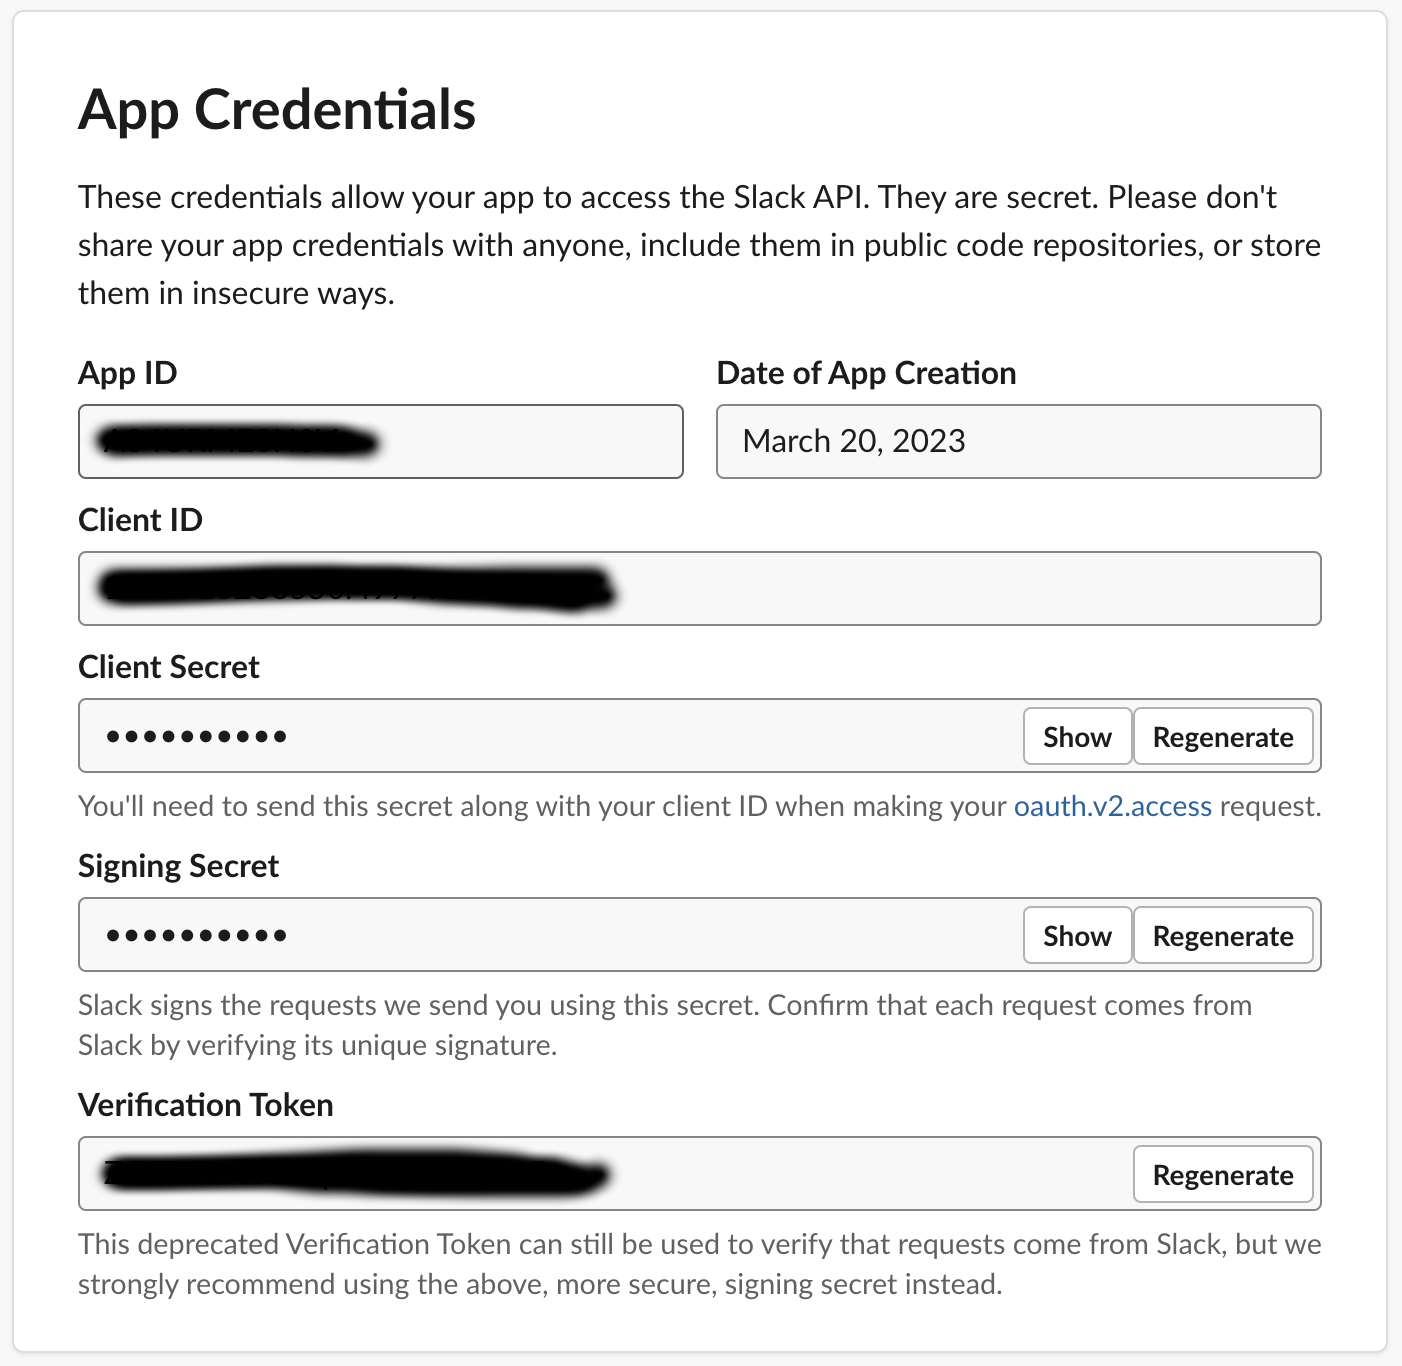 App Credentials
These credentials allow your app to access the Slack API. They are secret. Please don't
share your app credentials with anyone, include them in public code repositories, or store
them in insecure ways.
App ID
Date of App Creation
March 20, 2023
Client ID
Client Secret
••••••••••
Show
Regenerate
You'll need to send this secret along with your client ID when making your oauth.v2.access request.
Signing Secret
••••••••••
Show
Regenerate
Slack signs the requests we send you using this secret. Confirm that each request comes from
Slack by verifying its unique signature.
Verification Token
Regenerate
This deprecated Verification Token can still be used to verify that requests come from Slack, but we
strongly recommend using the above, more secure, signing secret instead.